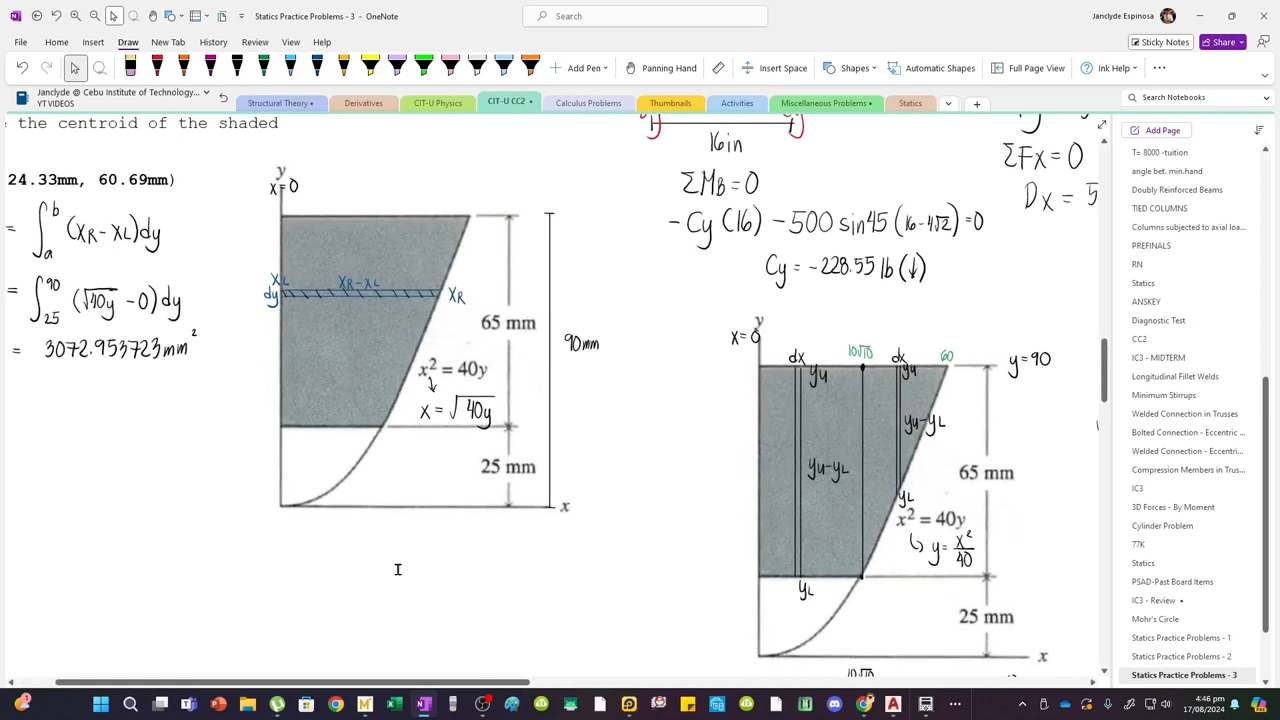 Statics Practice Problems - 3 - OneNote
Search
Janclyde Espinosa
File Home Insert Draw New Tab History Review View Help
Sticky Notes
Share
Add Pen
Panning Hand
Insert Space
Shapes
Automatic Shapes
Full Page View
Ink Help
Janclyde @ Cebu Institute of Technology...
YT VIDEOS
Structural Theory
Derivatives
CIT-U Physics
CIT-U CC2
Calculus Problems
Thumbnails
Activities
Miscellaneous Problems
Statics
Search Notebooks
the centroid of the shaded
24.33mm, 60.69mm)
= ∫ₐᵇ (xR-xL)dy
= ∫₂₅⁹⁰ (√40y -0)dy
= 3072.953723mm²
y
x=0
xL
dy
xR-xL
xR
65 mm
90mm
x² = 40y
x = √40y
25 mm
x
16in
ΣMB=0
-Cy(16) -500 sin45(16-4√2)=0
Cy=-228.55 lb(↓)
ΣFx=0
Dx = 5
y
x=0
dx
yu
10√10
dx
yu
60
y=90
yu-yL
yu-yL
65 mm
yL
x² = 40y
y= x²/40
yL
25 mm
x
10√10
Add Page
T= 8000 -tuition
angle bet. min.hand
Doubly Reinforced Beams
TIED COLUMNS
Columns subjected to axial loa...
PREFINALS
RN
Statics
ANSKEY
Diagnostic Test
CC2
IC3 - MIDTERM
Longitudinal Fillet Welds
Minimum Stirrups
Welded Connection in Trusses
Bolted Connection - Eccentric ...
Welded Connection - Eccentri...
Compression Members in Trus...
IC3
3D Forces - By Moment
Cylinder Problem
77K
Statics
PSAD-Past Board Items
IC3 - Review
Mohr's Circle
Statics Practice Problems - 1
Statics Practice Problems - 2
Statics Practice Problems - 3
4:46 pm
17/08/2024